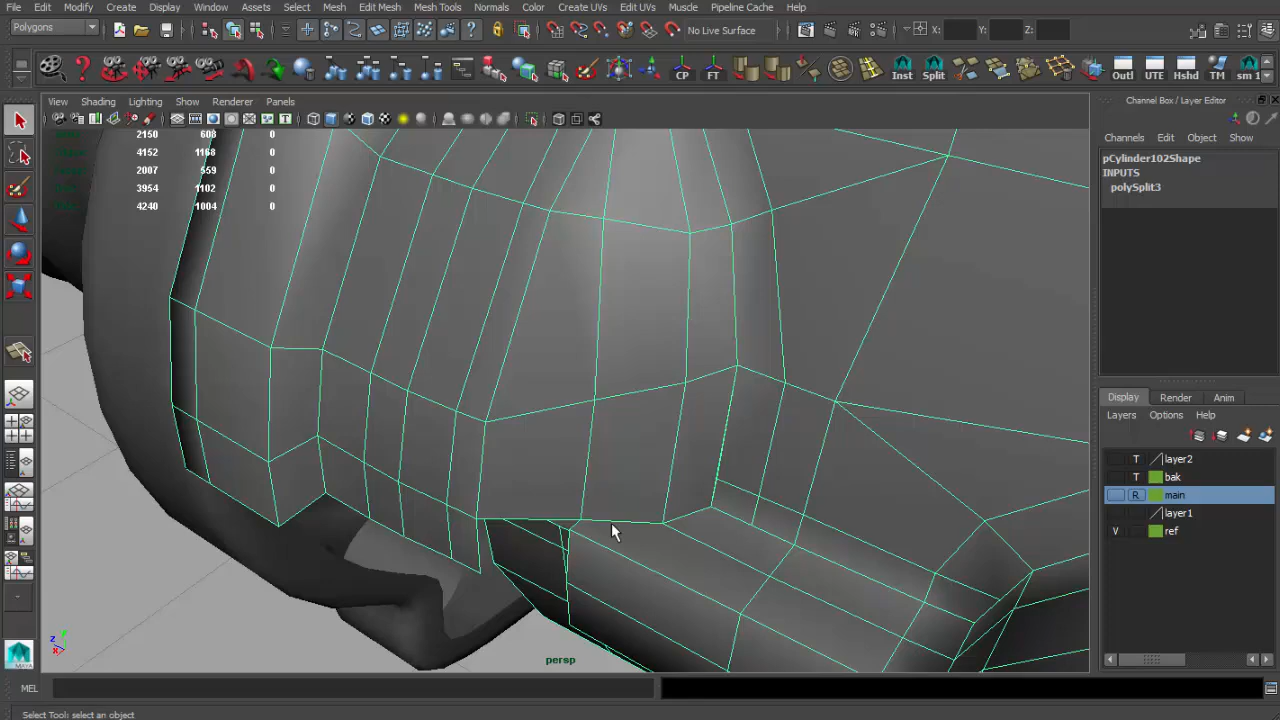 File Edit Modify Create Display Window Assets Select Mesh Edit Mesh Mesh Tools Normals Color Create UVs Edit UVs Muscle Pipeline Cache Help
Polygons No Live Surface X: Y: Z:
CP FT Inst Split Outl UTE Hshd TM sm 1
View Shading Lighting Show Renderer Panels
Channel Box / Layer Editor
Channels Edit Object Show
2150 608 0
4152 1168 0
2007 559 0
3954 1102 0
4240 1004 0
pCylinder102Shape
INPUTS
polySplit3
Display Render Anim
Layers Options Help
T layer2
T bak
R main
layer1
V ref
persp
MEL
Select Tool: select an object